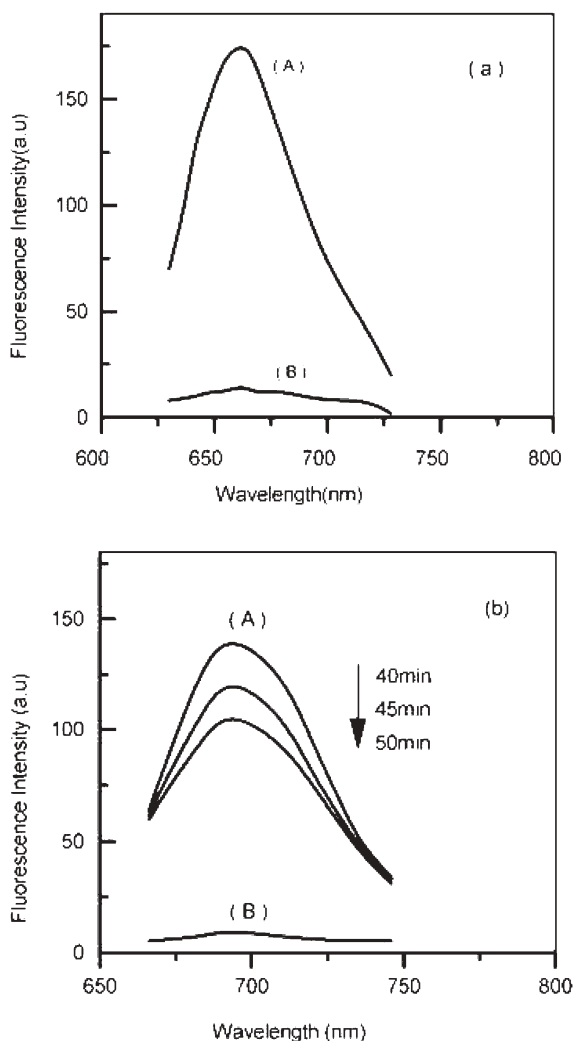 150
100
50
0
Fluorescence Intensity(a.u)
( A )
( a )
( B )
600 650 700 750 800
Wavelength(nm)
150
100
50
0
Fluorescence Intensity (a.u)
( A )
(b)
40min
45min
50min
( B )
650 700 750 800
Wavelength (nm)